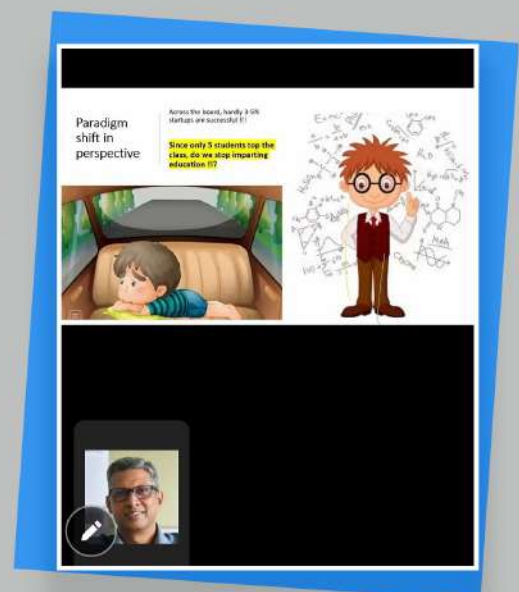 Paradigm
shift in
perspective
Across the board, hardly 3-5%
startups are successful !!!
Since only 5 students top the
class, do we stop imparting
education !!!?